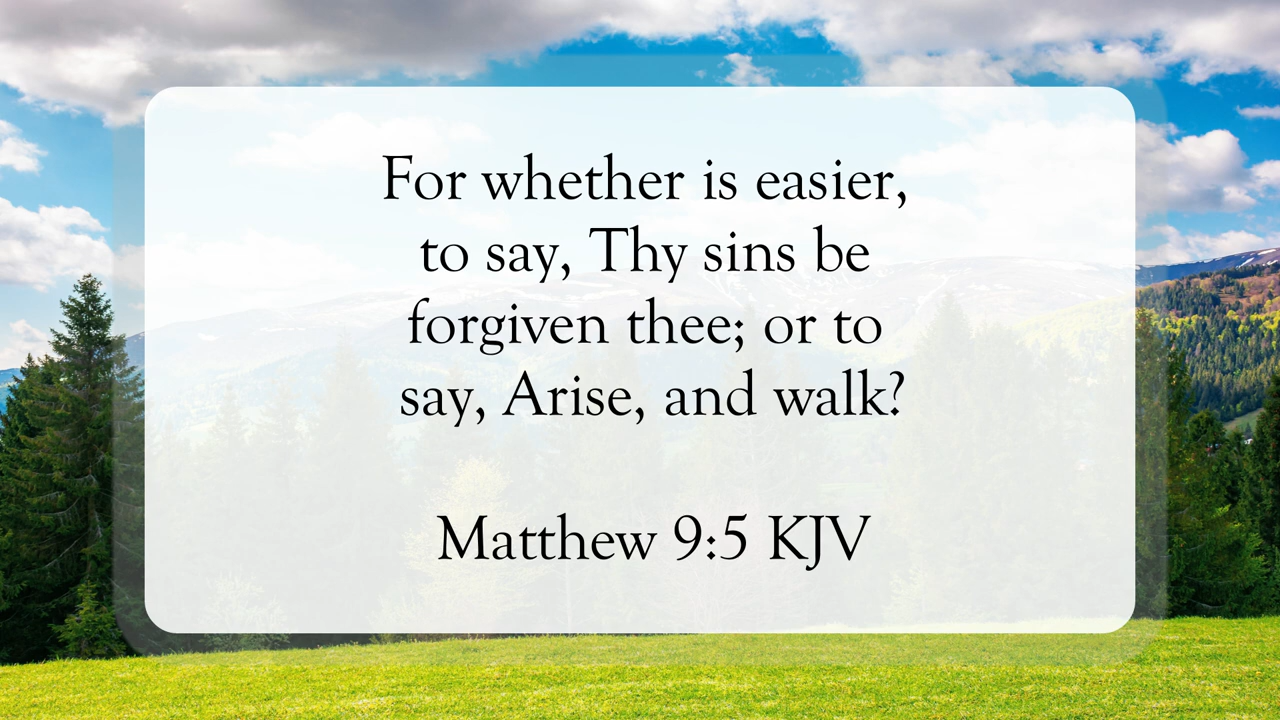 For whether is easier,
to say, Thy sins be
forgiven thee; or to
say, Arise, and walk?
Matthew 9:5 KJV